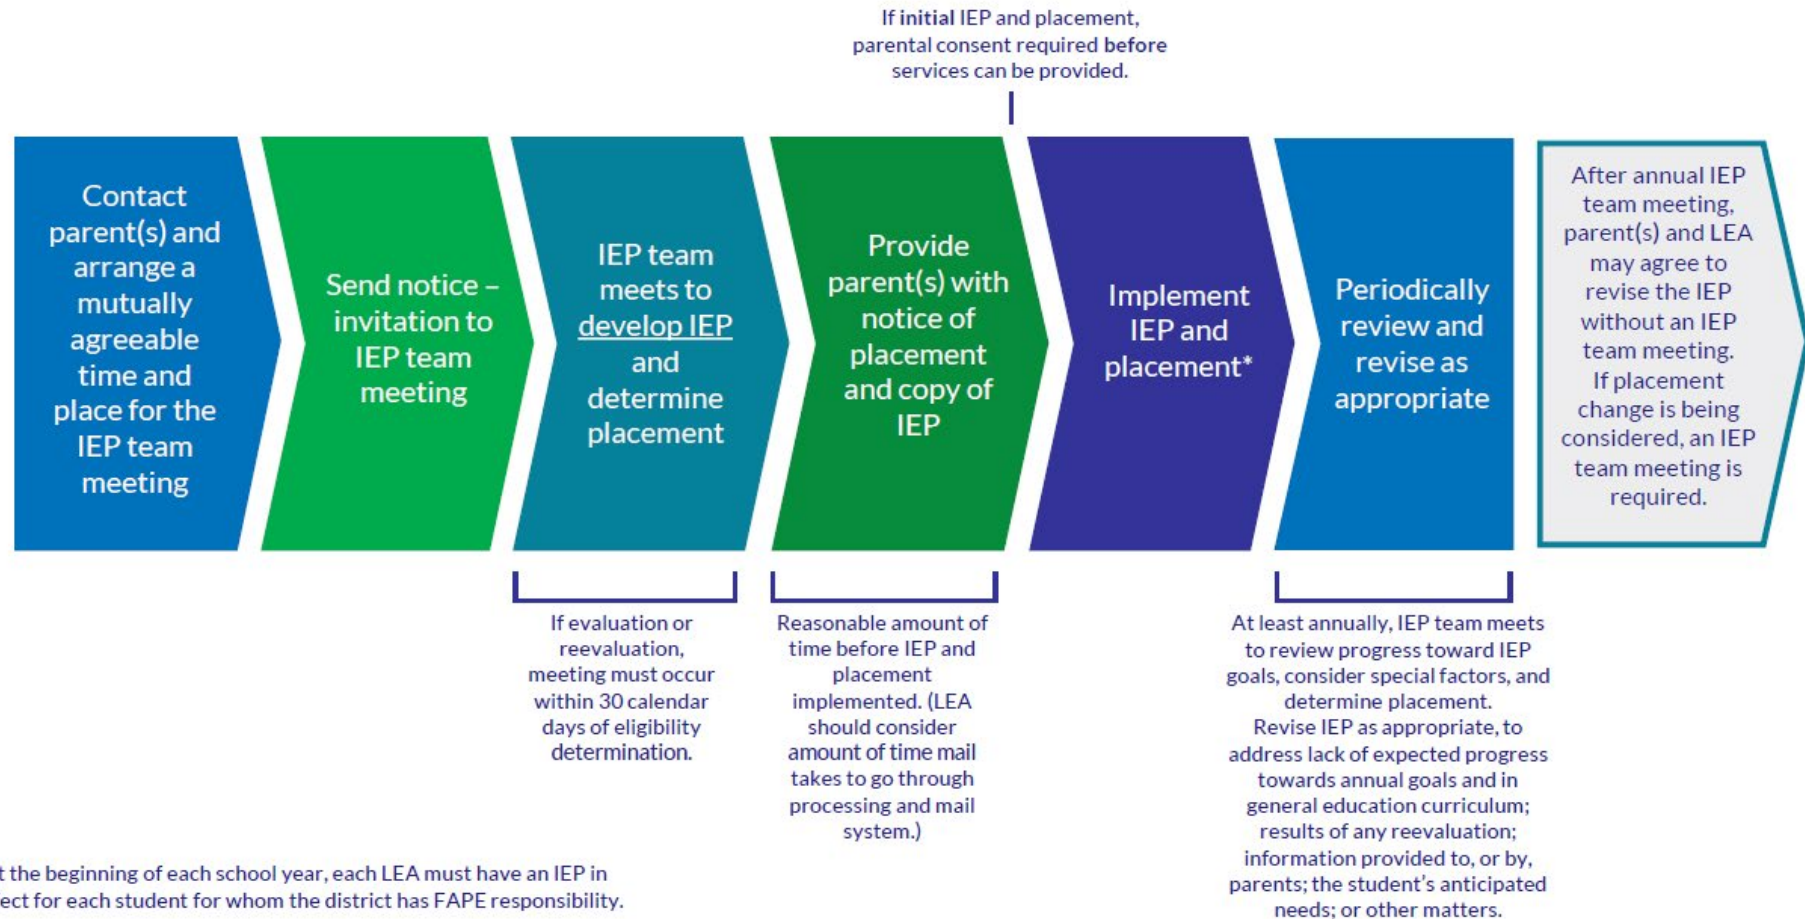 If initial IEP and placement,
parental consent required before
services can be provided.
Contact
parent(s) and
arrange a
mutually
agreeable
time and
place for the
IEP team
meeting
Send notice –
invitation to
IEP team
meeting
IEP team
meets to
develop IEP
and
determine
placement
Provide
parent(s) with
notice of
placement
and copy of
IEP
Implement
IEP and
placement*
Periodically
review and
revise as
appropriate
After annual IEP
team meeting,
parent(s) and LEA
may agree to
revise the IEP
without an IEP
team meeting.
If placement
change is being
considered, an IEP
team meeting is
required.
If evaluation or
reevaluation,
meeting must occur
within 30 calendar
days of eligibility
determination.
Reasonable amount of
time before IEP and
placement
implemented. (LEA
should consider
amount of time mail
takes to go through
processing and mail
system.)
At least annually, IEP team meets
to review progress toward IEP
goals, consider special factors, and
determine placement.
Revise IEP as appropriate, to
address lack of expected progress
towards annual goals and in
general education curriculum;
results of any reevaluation;
information provided to, or by,
parents; the student's anticipated
needs; or other matters.
the beginning of each school year, each LEA must have an IEP in
for each student for whom the district has FAPE responsibility.